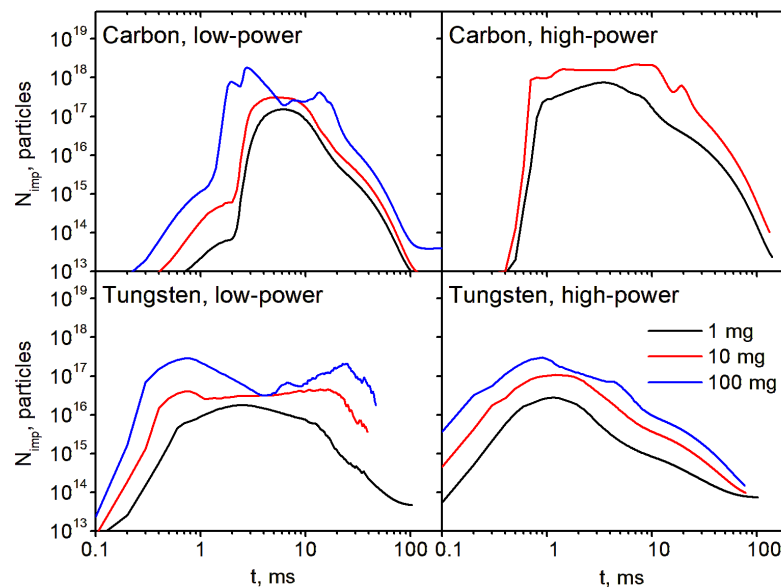 Carbon, low-power
Carbon, high-power
10^19
10^18
10^17
10^16
10^15
10^14
10^13
N_imp, particles
Tungsten, low-power
Tungsten, high-power
10^19
10^18
10^17
10^16
10^15
10^14
10^13
N_imp, particles
1 mg
10 mg
100 mg
0.1 1 10 100 0.1 1 10 100
t, ms t, ms